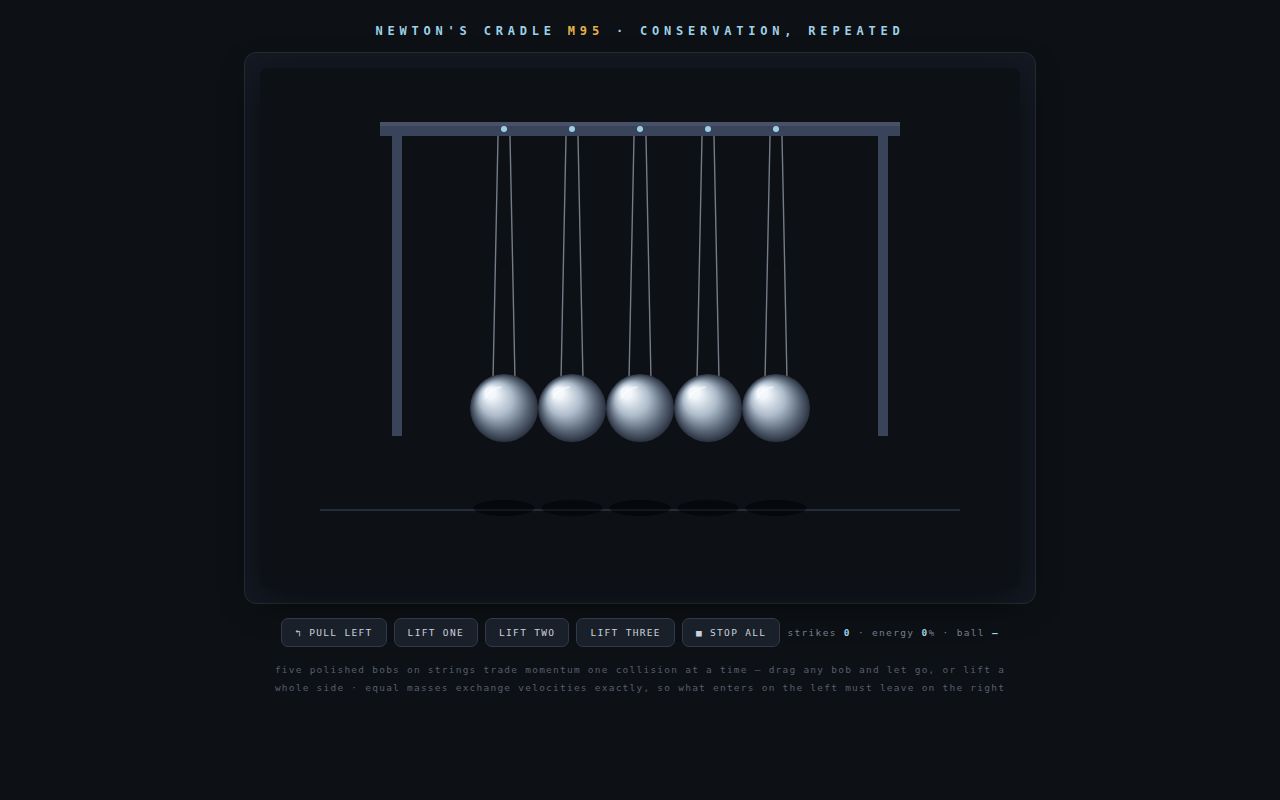 NEWTON'S CRADLE M95 · CONSERVATION, REPEATED
↰ PULL LEFT LIFT ONE LIFT TWO LIFT THREE ■ STOP ALL strikes 0 · energy 0% · ball —
five polished bobs on strings trade momentum one collision at a time — drag any bob and let go, or lift a
whole side · equal masses exchange velocities exactly, so what enters on the left must leave on the right